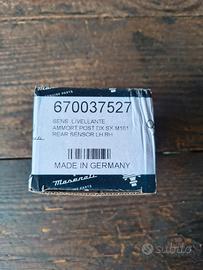 670037527
SENS. LIVELLANTE
AMMORT.POST DX SX M161
REAR SENSOR LH RH
MADE IN GERMANY
Maserati
subito